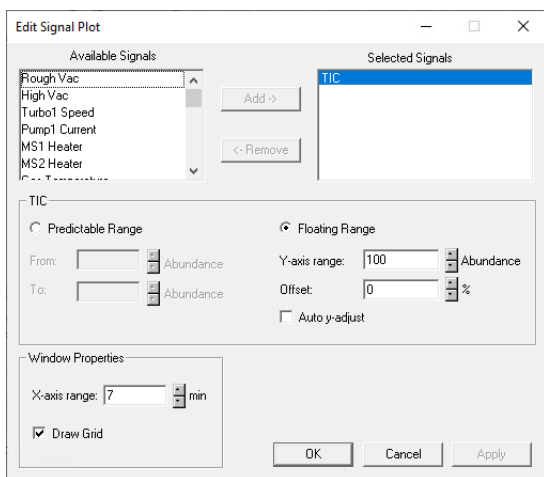 Edit Signal Plot
Available Signals
Selected Signals
Rough Vac
High Vac
Turbo1 Speed
Pump1 Current
MS1 Heater
MS2 Heater
Add ->
<- Remove
TIC
TIC
Predictable Range
Floating Range
From:
Abundance
Y-axis range: 100 Abundance
To:
Abundance
Offset: 0 %
Auto y-adjust
Window Properties
X-axis range: 7 min
Draw Grid
OK
Cancel
Apply